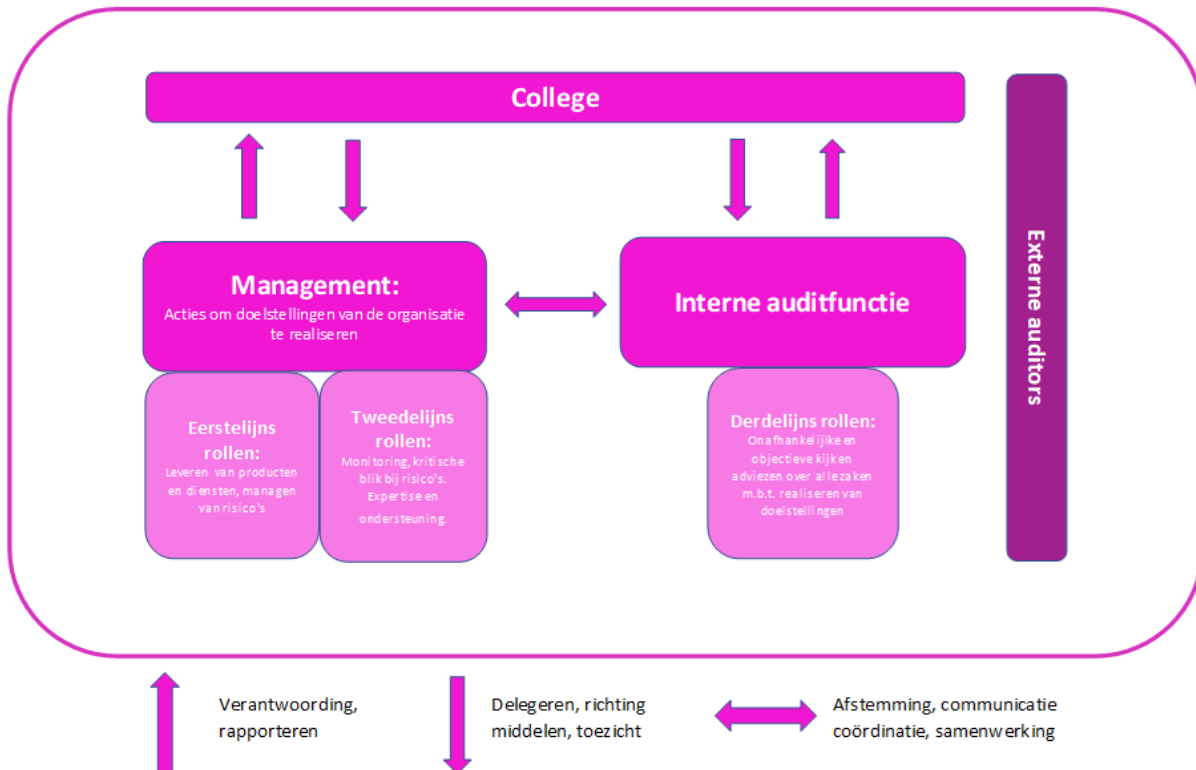 College
Management:
Acties om doelstellingen van de organisatie
te realiseren
Interne auditfunctie
Externe auditors
Eerstelijns
rollen:
Leveren van producten
en diensten, managen
van risico's
Tweedelijns
rollen:
Monitoring, kritische
blik bij risico's.
Expertise en
ondersteuning.
Derdelijns rollen:
Onafhankelijke en
objectieve kijk en
adviezen over alle zaken
m.b.t. realiseren van
doelstellingen
Verantwoording,
rapporteren
Delegeren, richting
middelen, toezicht
Afstemming, communicatie
coördinatie, samenwerking